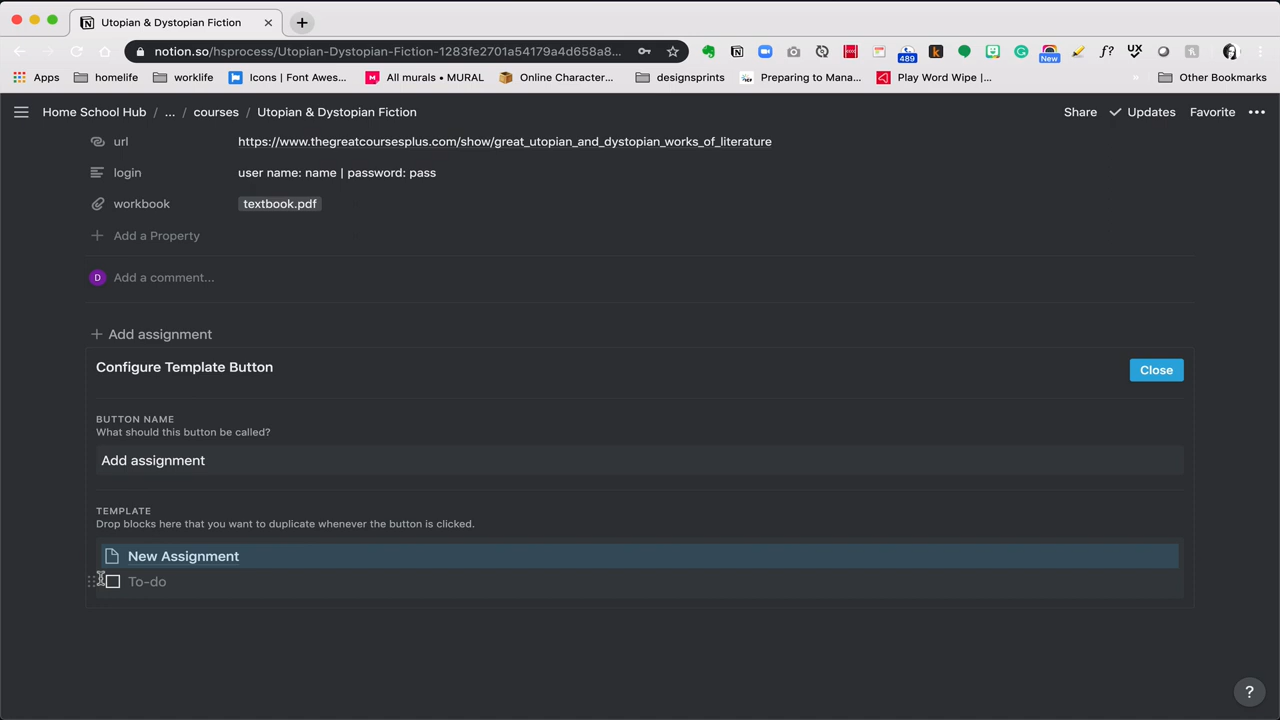 Utopian & Dystopian Fiction
notion.so/hsprocess/Utopian-Dystopian-Fiction-1283fe2701a54179a4d658a8...
489
New
f?
UX
Apps
homelife
worklife
Icons | Font Awes...
All murals • MURAL
Online Character...
designsprints
Preparing to Mana...
Play Word Wipe |...
»
Other Bookmarks
Home School Hub / ... / courses / Utopian & Dystopian Fiction
Share
Updates
Favorite
•••
url
https://www.thegreatcoursesplus.com/show/great_utopian_and_dystopian_works_of_literature
login
user name: name | password: pass
workbook
textbook.pdf
+ Add a Property
D
Add a comment...
+ Add assignment
Configure Template Button
Close
BUTTON NAME
What should this button be called?
Add assignment
TEMPLATE
Drop blocks here that you want to duplicate whenever the button is clicked.
New Assignment
To-do
?